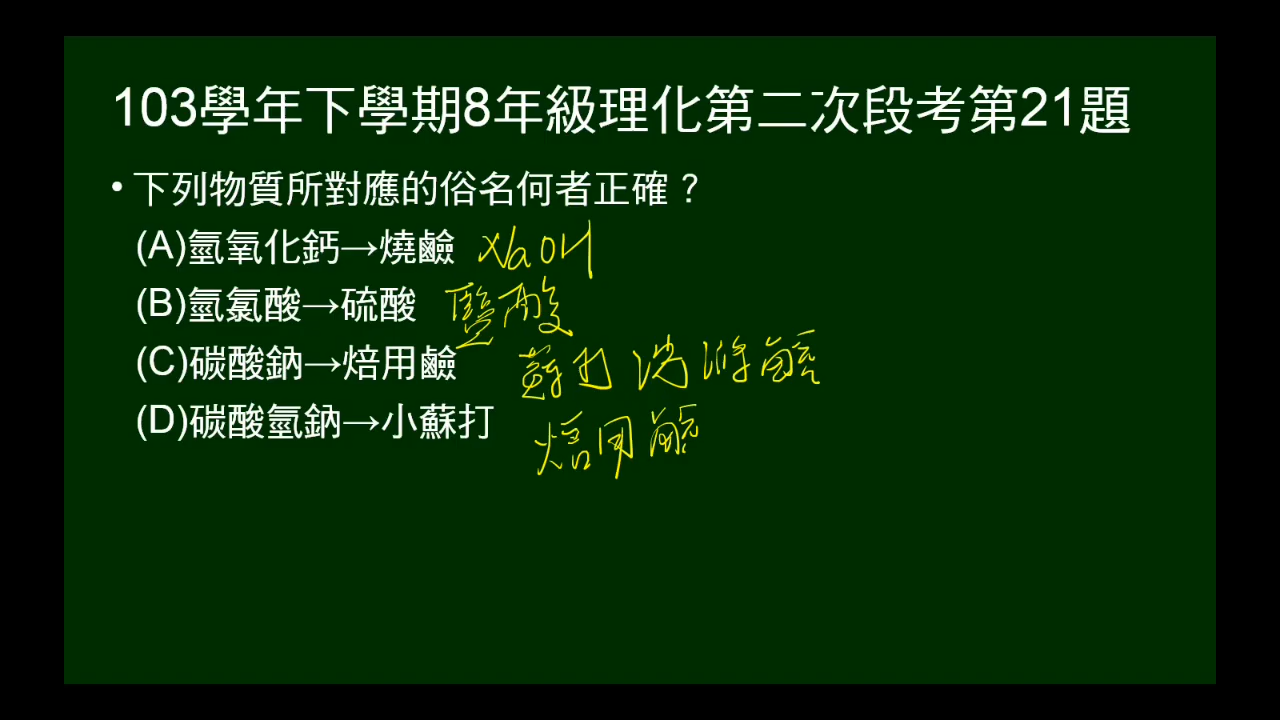 103學年下學期8年級理化第二次段考第21題
• 下列物質所對應的俗名何者正確？
(A)氫氧化鈣→燒鹼 NaOH
(B)氫氯酸→硫酸 鹽酸
(C)碳酸鈉→焙用鹼 蘇打 洗滌鹼
(D)碳酸氫鈉→小蘇打 焙用鹼